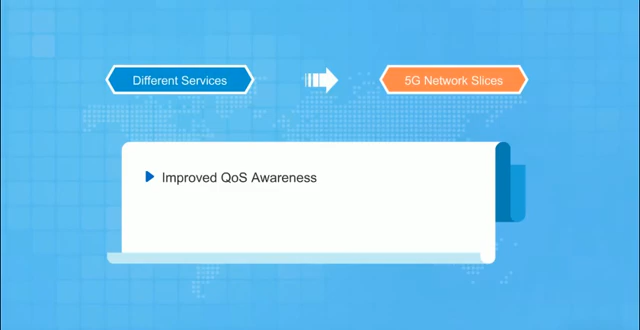 Different Services
5G Network Slices
Improved QoS Awareness